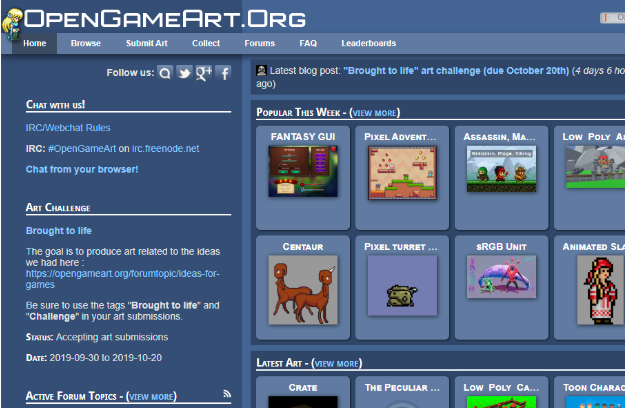 OpenGameArt.Org
Home Browse Submit Art Collect Forums FAQ Leaderboards
Follow us:
Chat with us!
IRC/Webchat Rules
IRC: #OpenGameArt on irc.freenode.net
Chat from your browser!
Art Challenge
Brought to life
The goal is to produce art related to the ideas
we had here :
https://opengameart.org/forumtopic/ideas-for-
games
Be sure to use the tags "Brought to life" and
"Challenge" in your art submissions.
Status: Accepting art submissions
Date: 2019-09-30 to 2019-10-20
Active Forum Topics - (view more)
Latest blog post: "Brought to life" art challenge (due October 20th) (4 days 6 ho
ago)
Popular This Week - (view more)
FANTASY GUI
Pixel Advent...
Assassin, Ma...
Assassin, Mage, Viking
Low Poly A
Centaur
Pixel turret ...
sRGB Unit
Animated Sla
Latest Art - (view more)
Crate
The Peculiar ...
Low Poly Ca...
Toon Charac